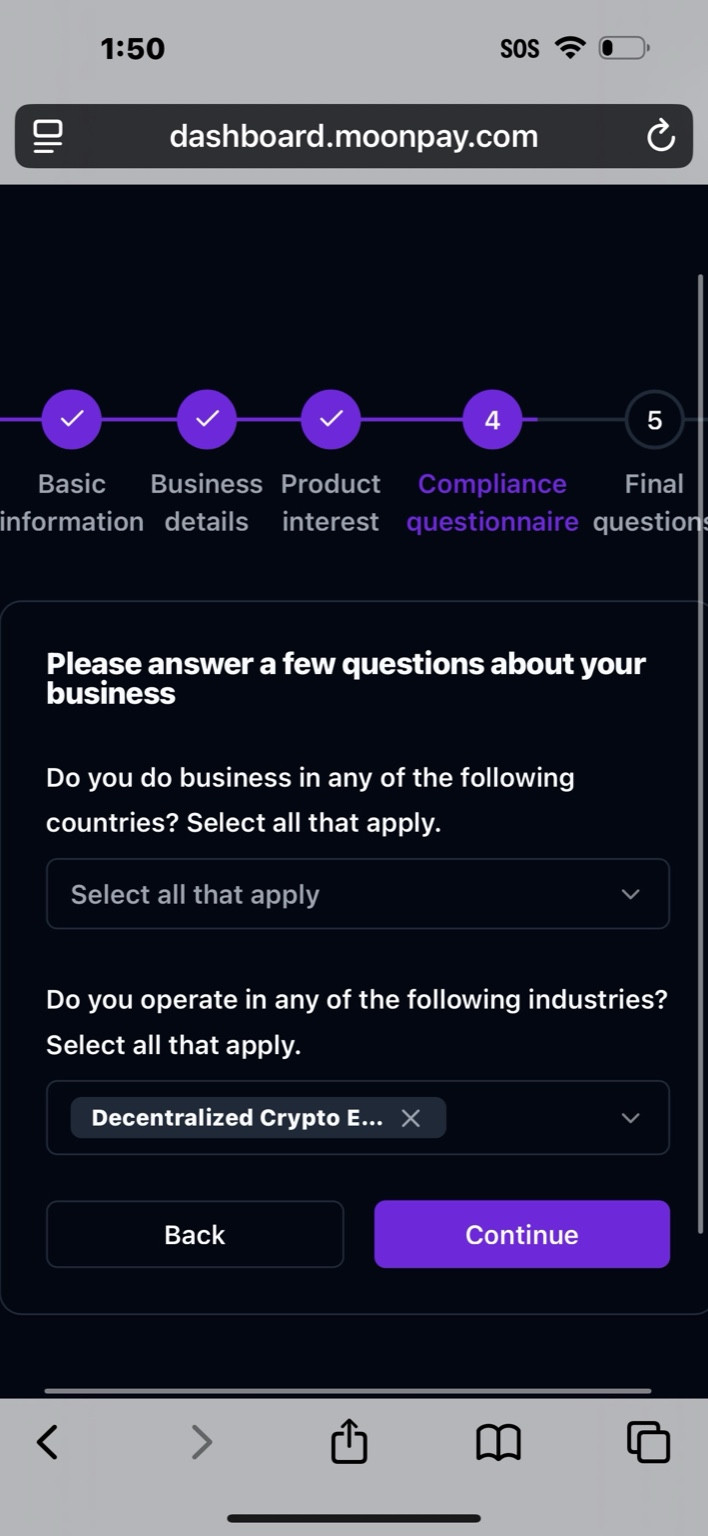 1:50
SOS
dashboard.moonpay.com
4
5
Basic
information
Business
details
Product
interest
Compliance
questionnaire
Final
questions
Please answer a few questions about your
business
Do you do business in any of the following
countries? Select all that apply.
Select all that apply
Do you operate in any of the following industries?
Select all that apply.
Decentralized Crypto E...
Back
Continue